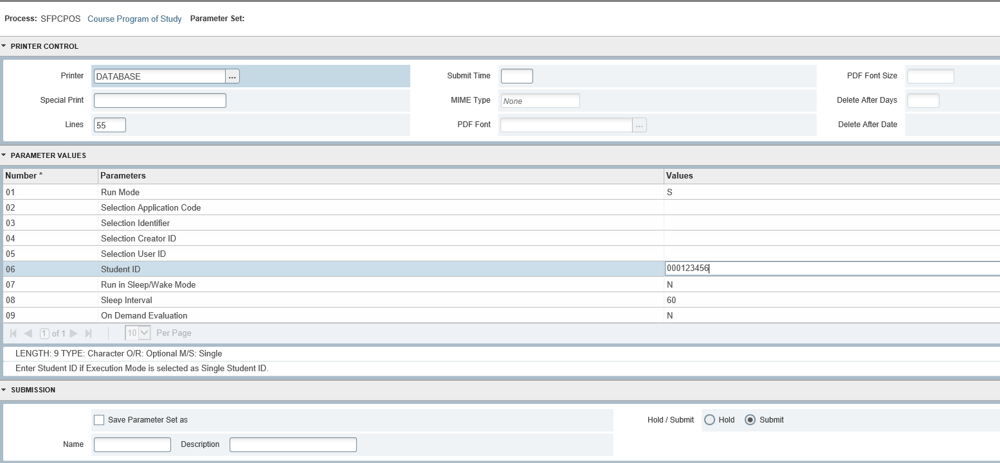 Process: SFPCPOS Course Program of Study Parameter Set:
PRINTER CONTROL
Printer DATABASE ... Submit Time PDF Font Size
Special Print MIME Type None Delete After Days
Lines 55 PDF Font ... Delete After Date
PARAMETER VALUES
Number * Parameters Values
01 Run Mode S
02 Selection Application Code
03 Selection Identifier
04 Selection Creator ID
05 Selection User ID
06 Student ID 000123456
07 Run in Sleep/Wake Mode N
08 Sleep Interval 60
09 On Demand Evaluation N
1 of 1 10 Per Page
LENGTH: 9 TYPE: Character O/R: Optional M/S: Single
Enter Student ID if Execution Mode is selected as Single Student ID.
SUBMISSION
Save Parameter Set as Hold / Submit Hold Submit
Name Description